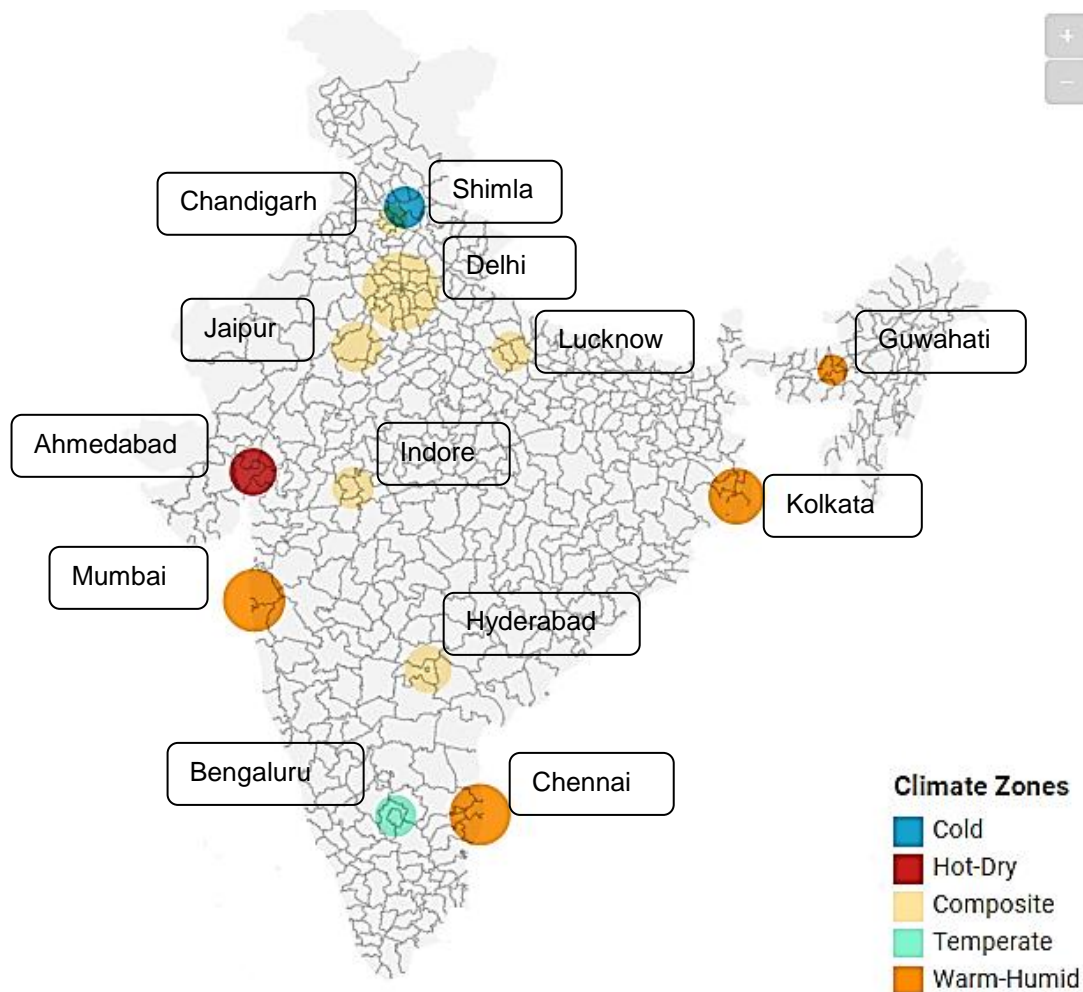 +
−
Shimla
Chandigarh
Delhi
Jaipur
Lucknow
Guwahati
Ahmedabad
Indore
Kolkata
Mumbai
Hyderabad
Bengaluru
Chennai
Climate Zones
Cold
Hot-Dry
Composite
Temperate
Warm-Humid